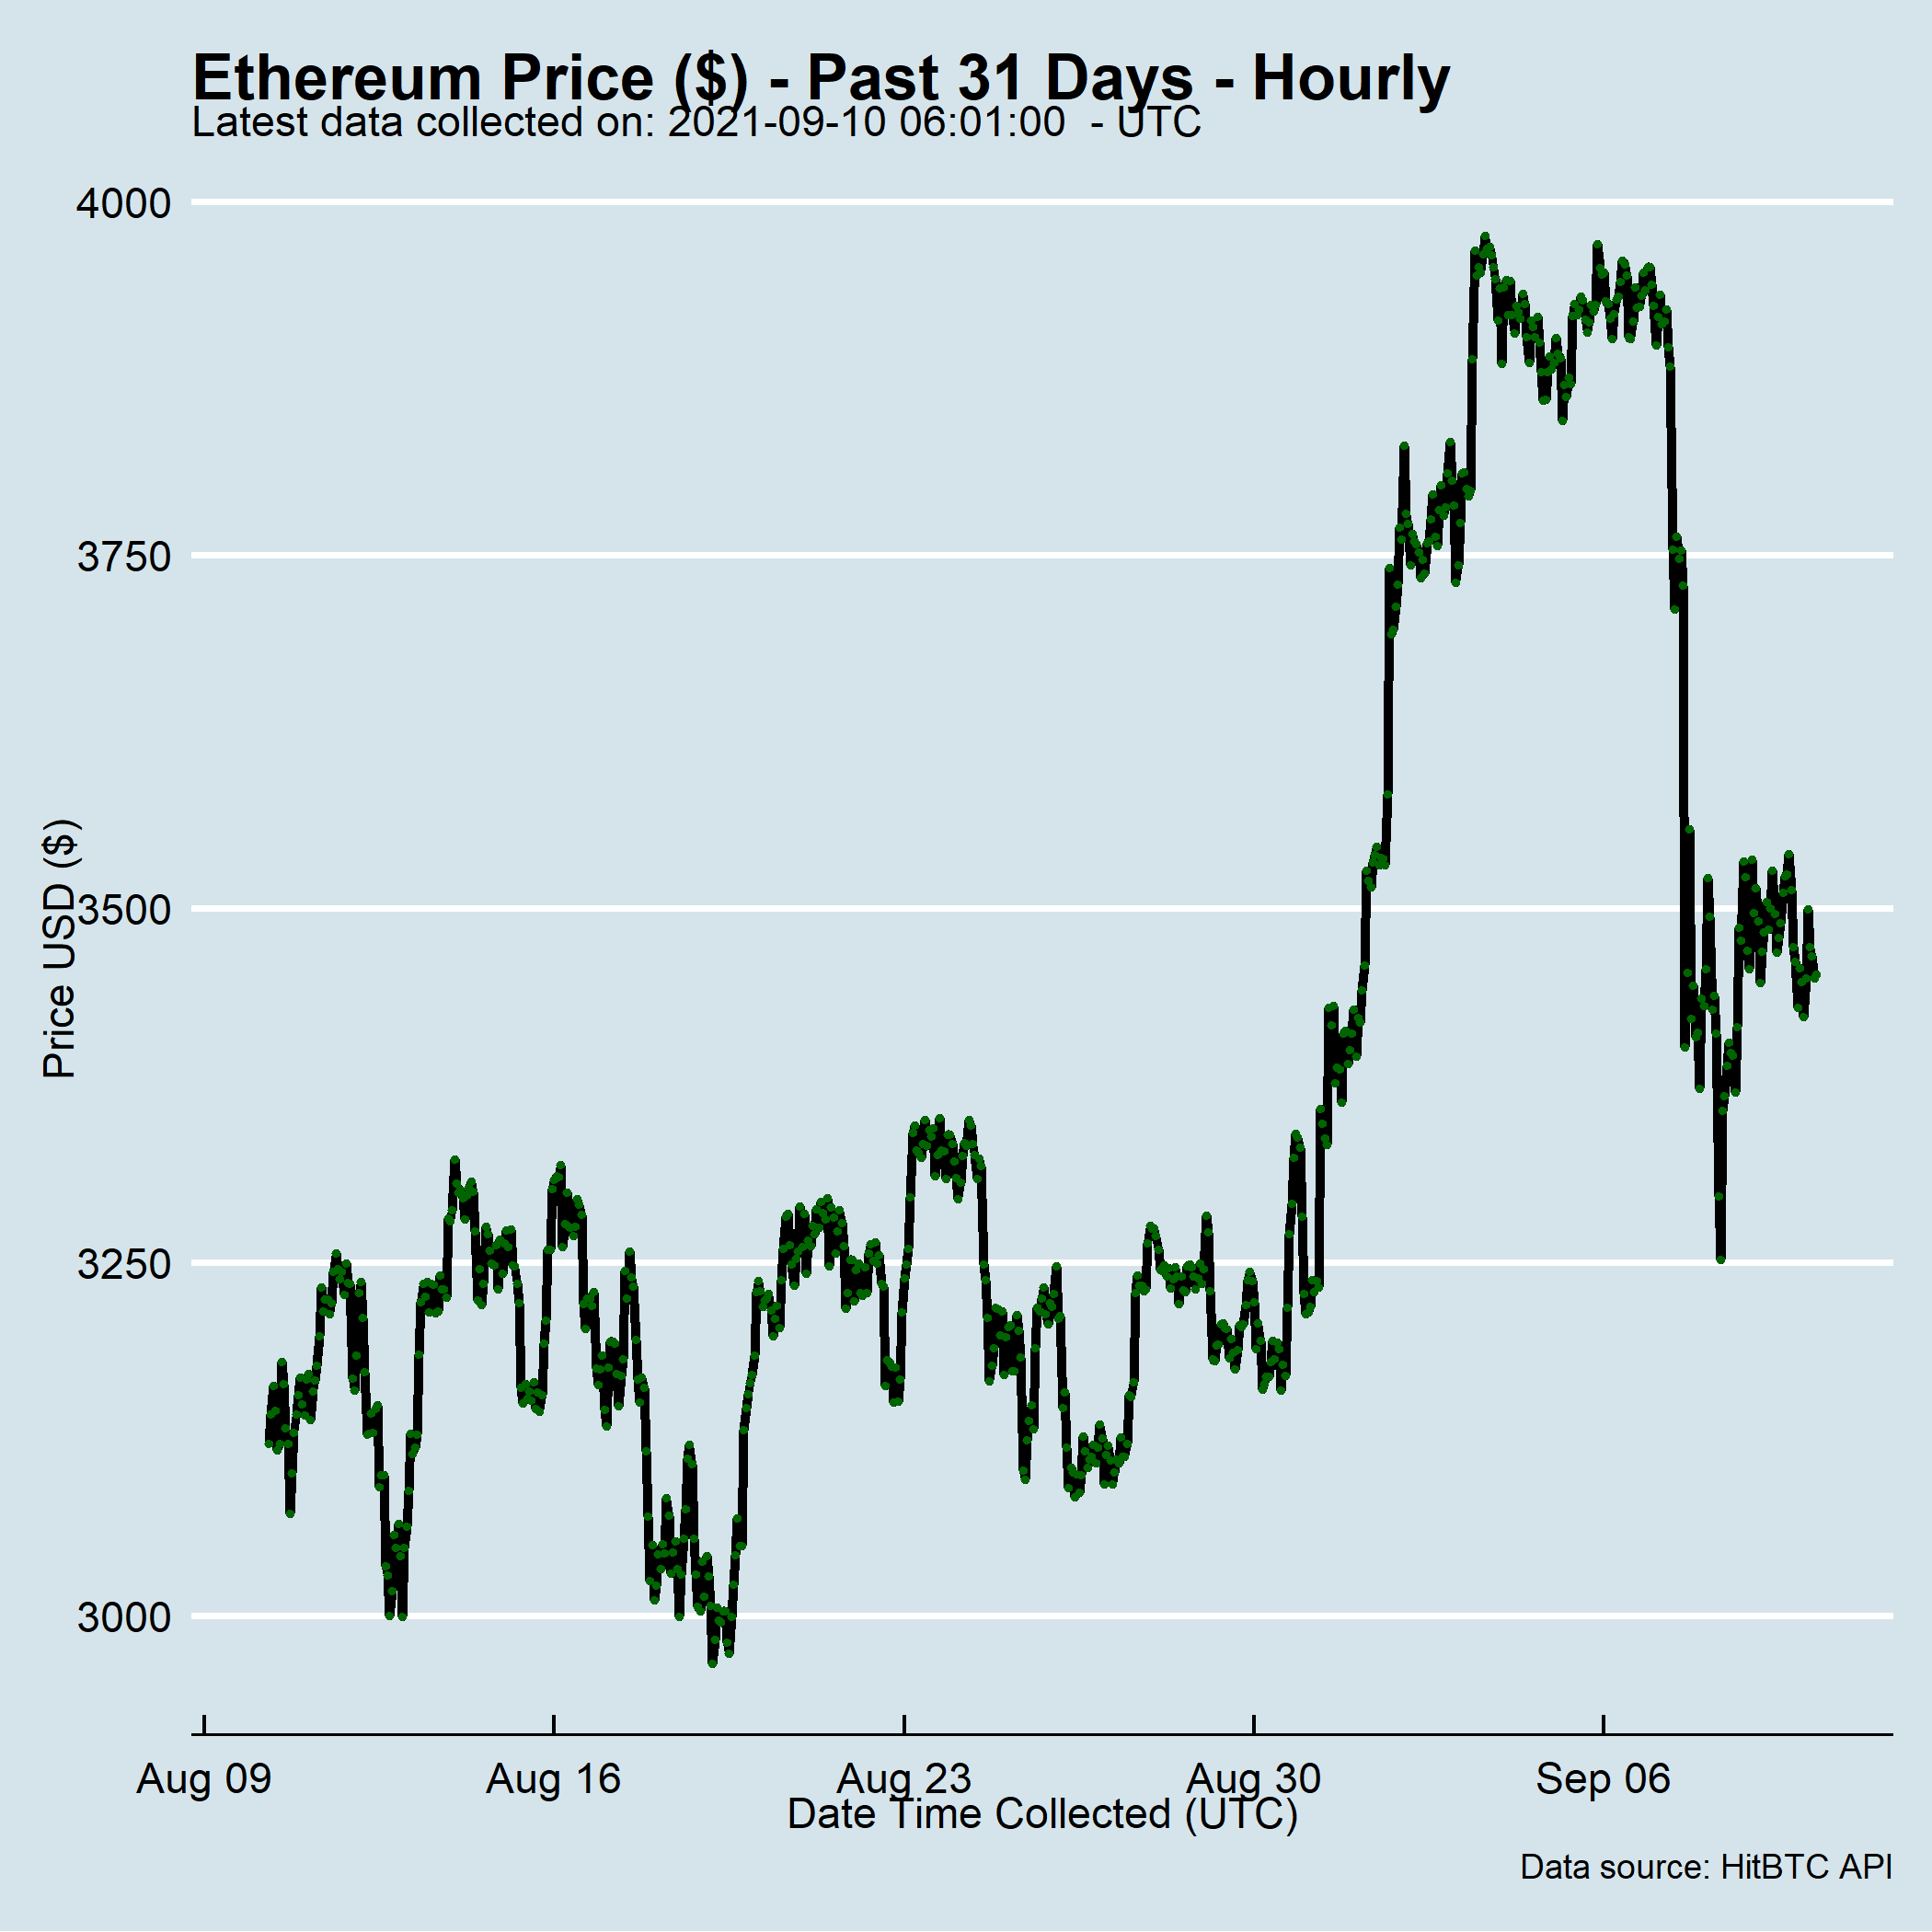 Ethereum Price ($) - Past 31 Days - Hourly
Latest data collected on: 2021-09-10 06:01:00  - UTC
4000
3750
3500
3250
3000
Price USD ($)
Aug 09 Aug 16 Aug 23 Aug 30 Sep 06
Date Time Collected (UTC)
Data source: HitBTC API